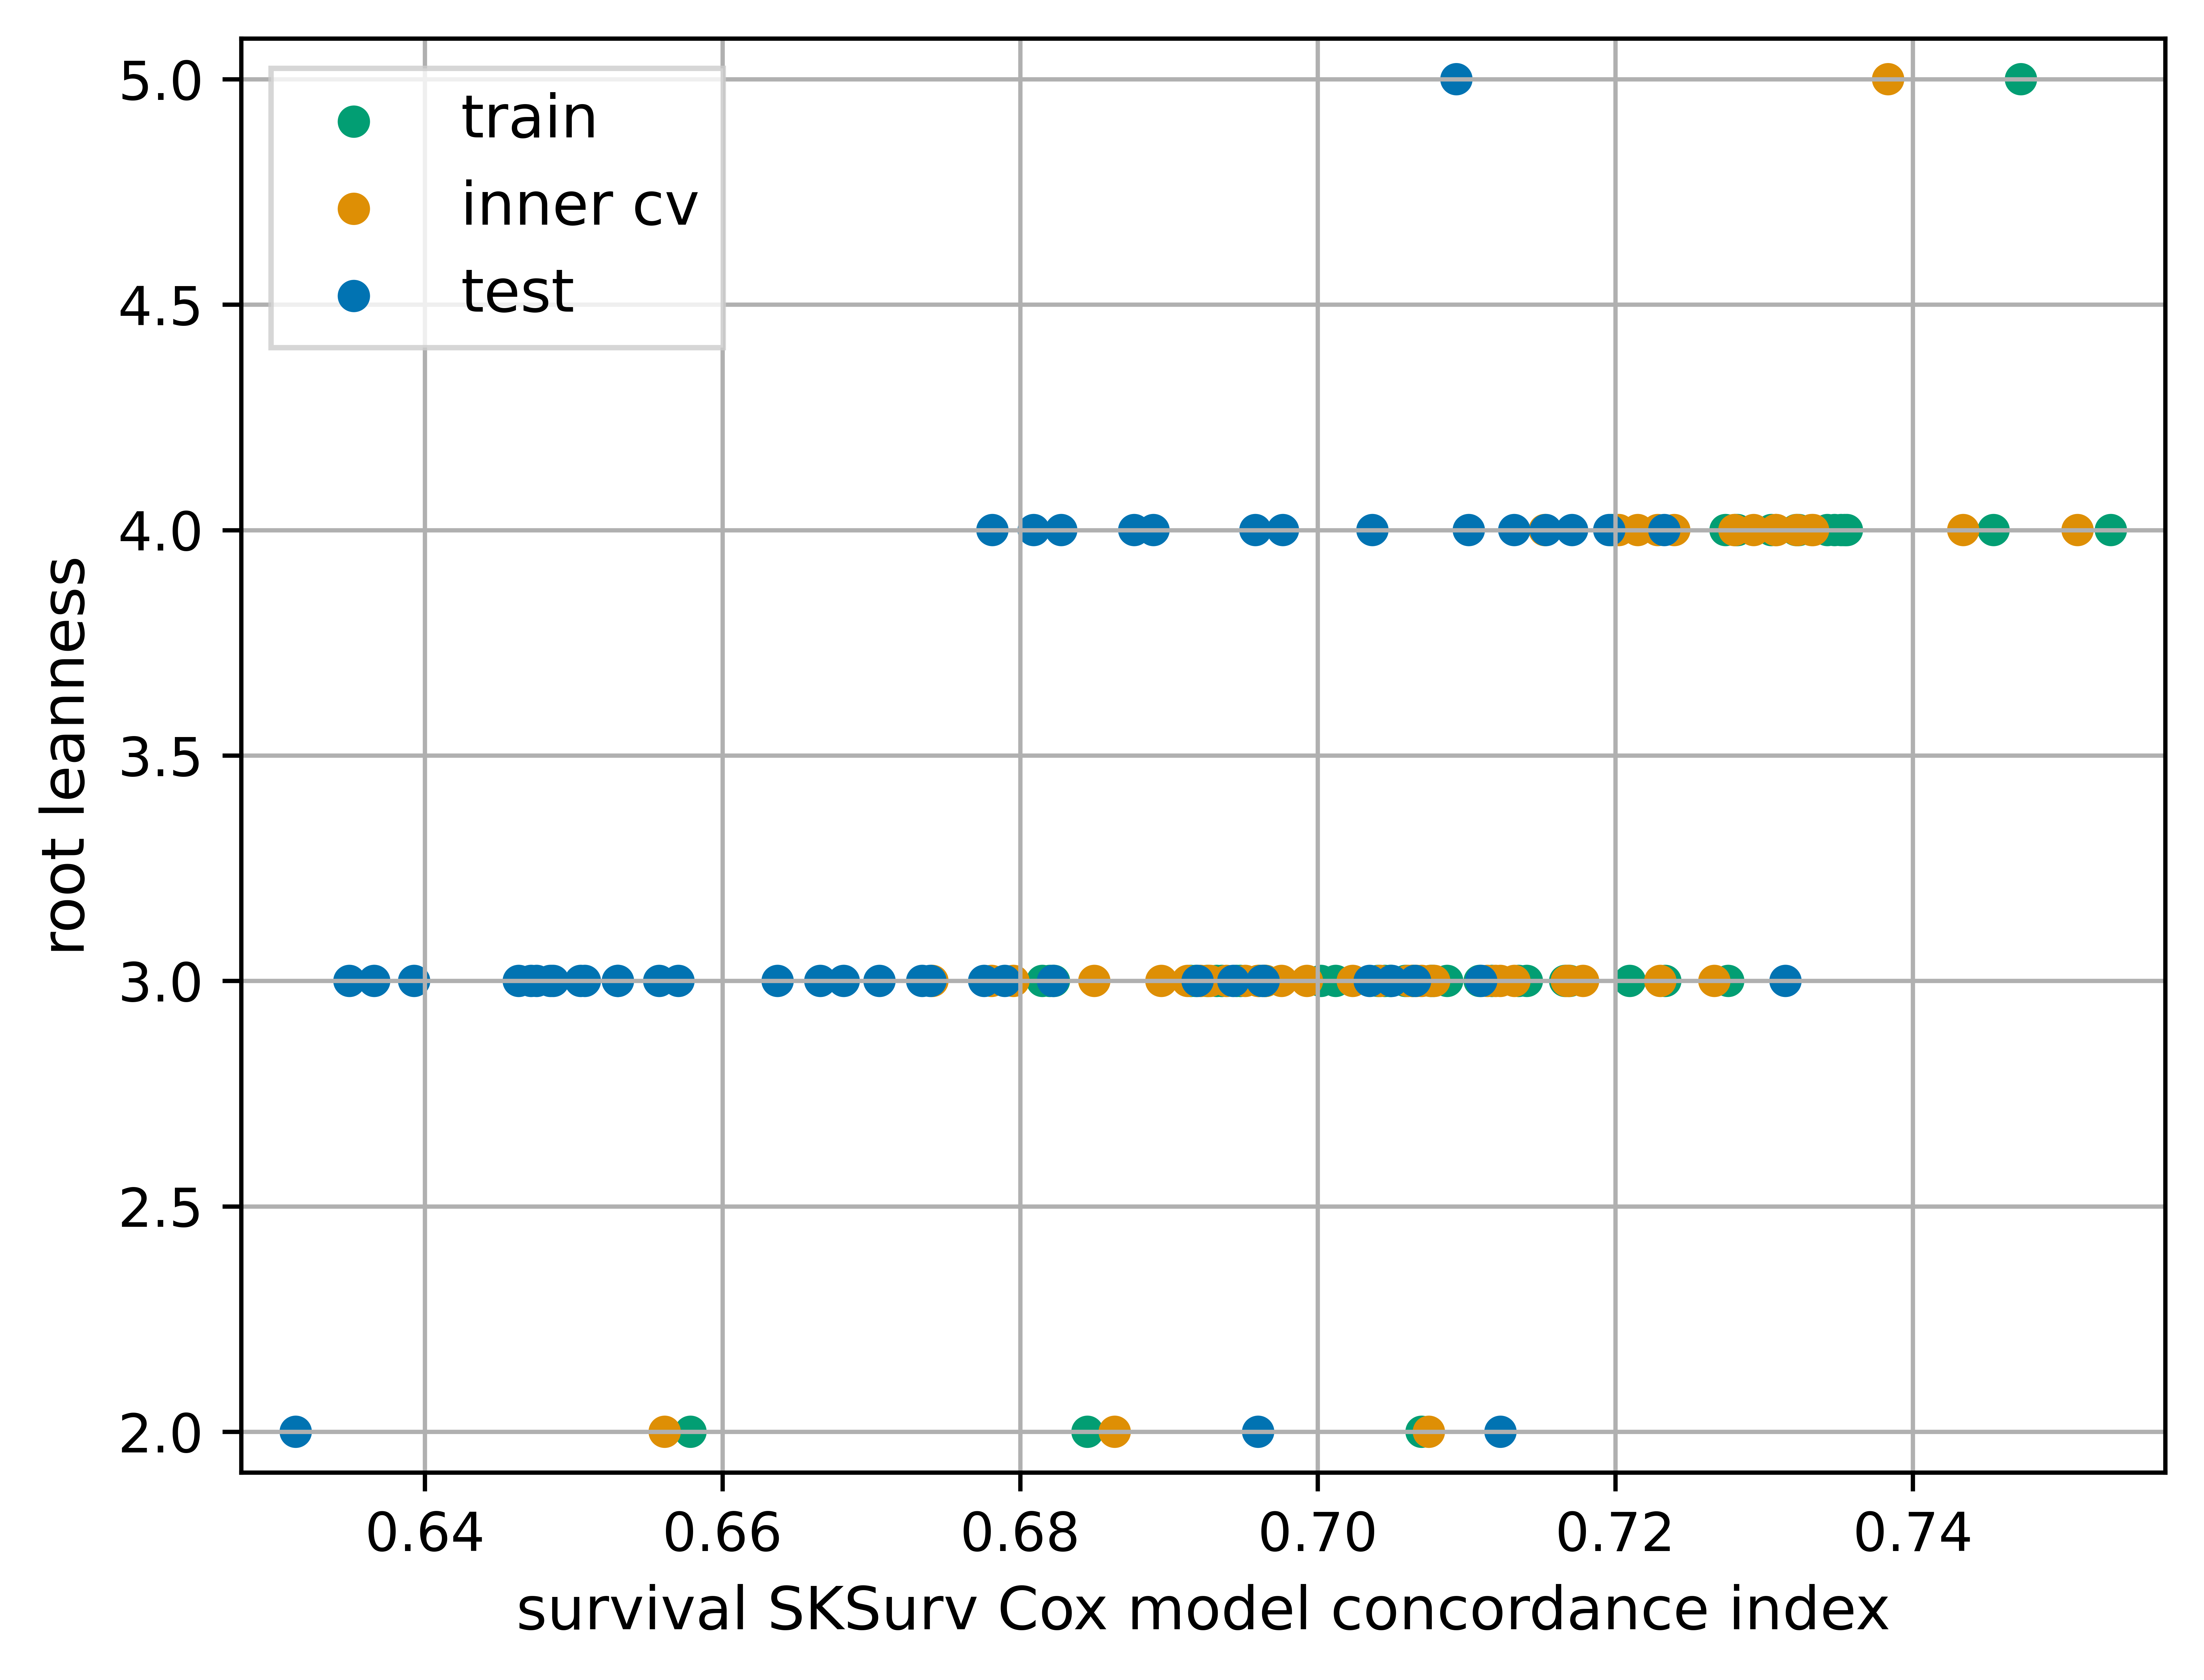 5.0
4.5
4.0
3.5
3.0
2.5
2.0
root leanness
train
inner cv
test
0.64 0.66 0.68 0.70 0.72 0.74
survival SKSurv Cox model concordance index